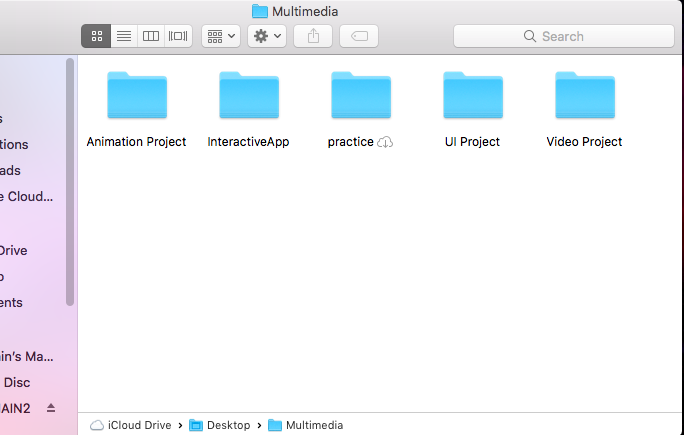 Multimedia
Search
Animation Project
InteractiveApp
practice
UI Project
Video Project
s
tions
ads
e Cloud...
Drive
o
ents
in's Ma...
Disc
AIN2
iCloud Drive › Desktop › Multimedia